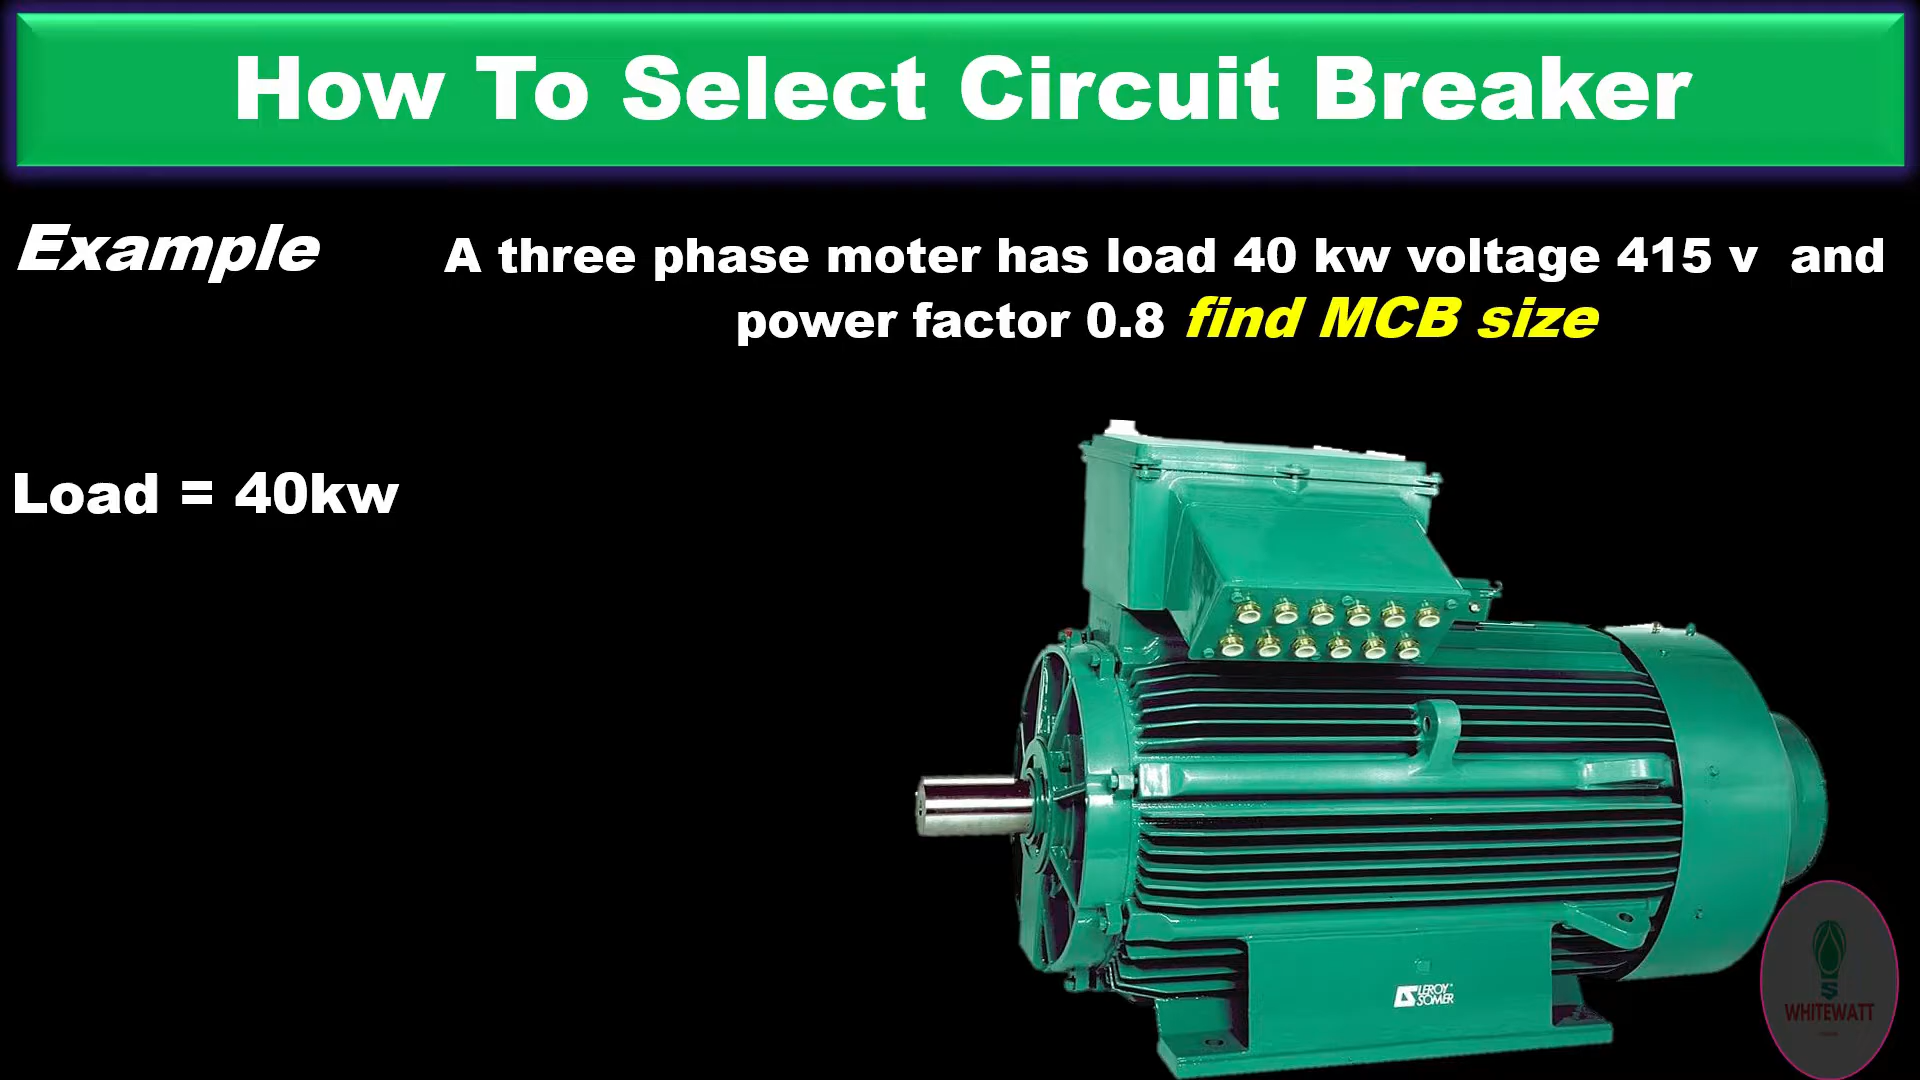 How To Select Circuit Breaker
Example
A three phase moter has load 40 kw voltage 415 v and
power factor 0.8 find MCB size
Load = 40kw
LEROY
SOMER
WHITEWATT